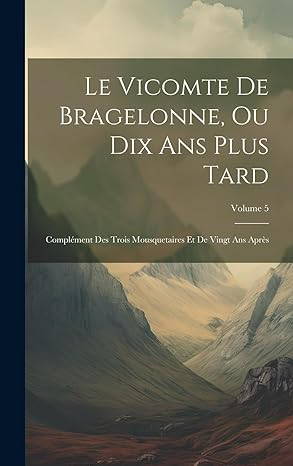 Le Vicomte De
Bragelonne, Ou
Dix Ans Plus
Tard
Volume 5
Complément Des Trois Mousquetaires Et De Vingt Ans Après